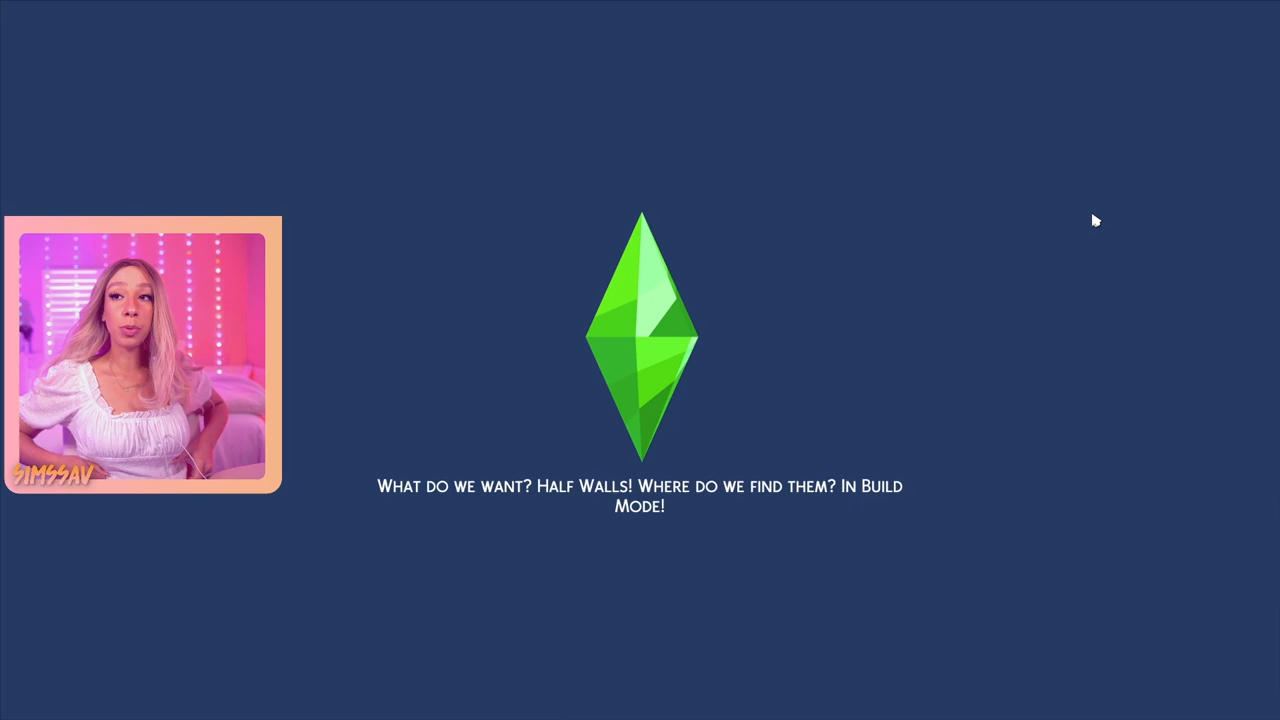 SIMSSAV
What do we want? Half Walls! Where do we find them? In Build
Mode!